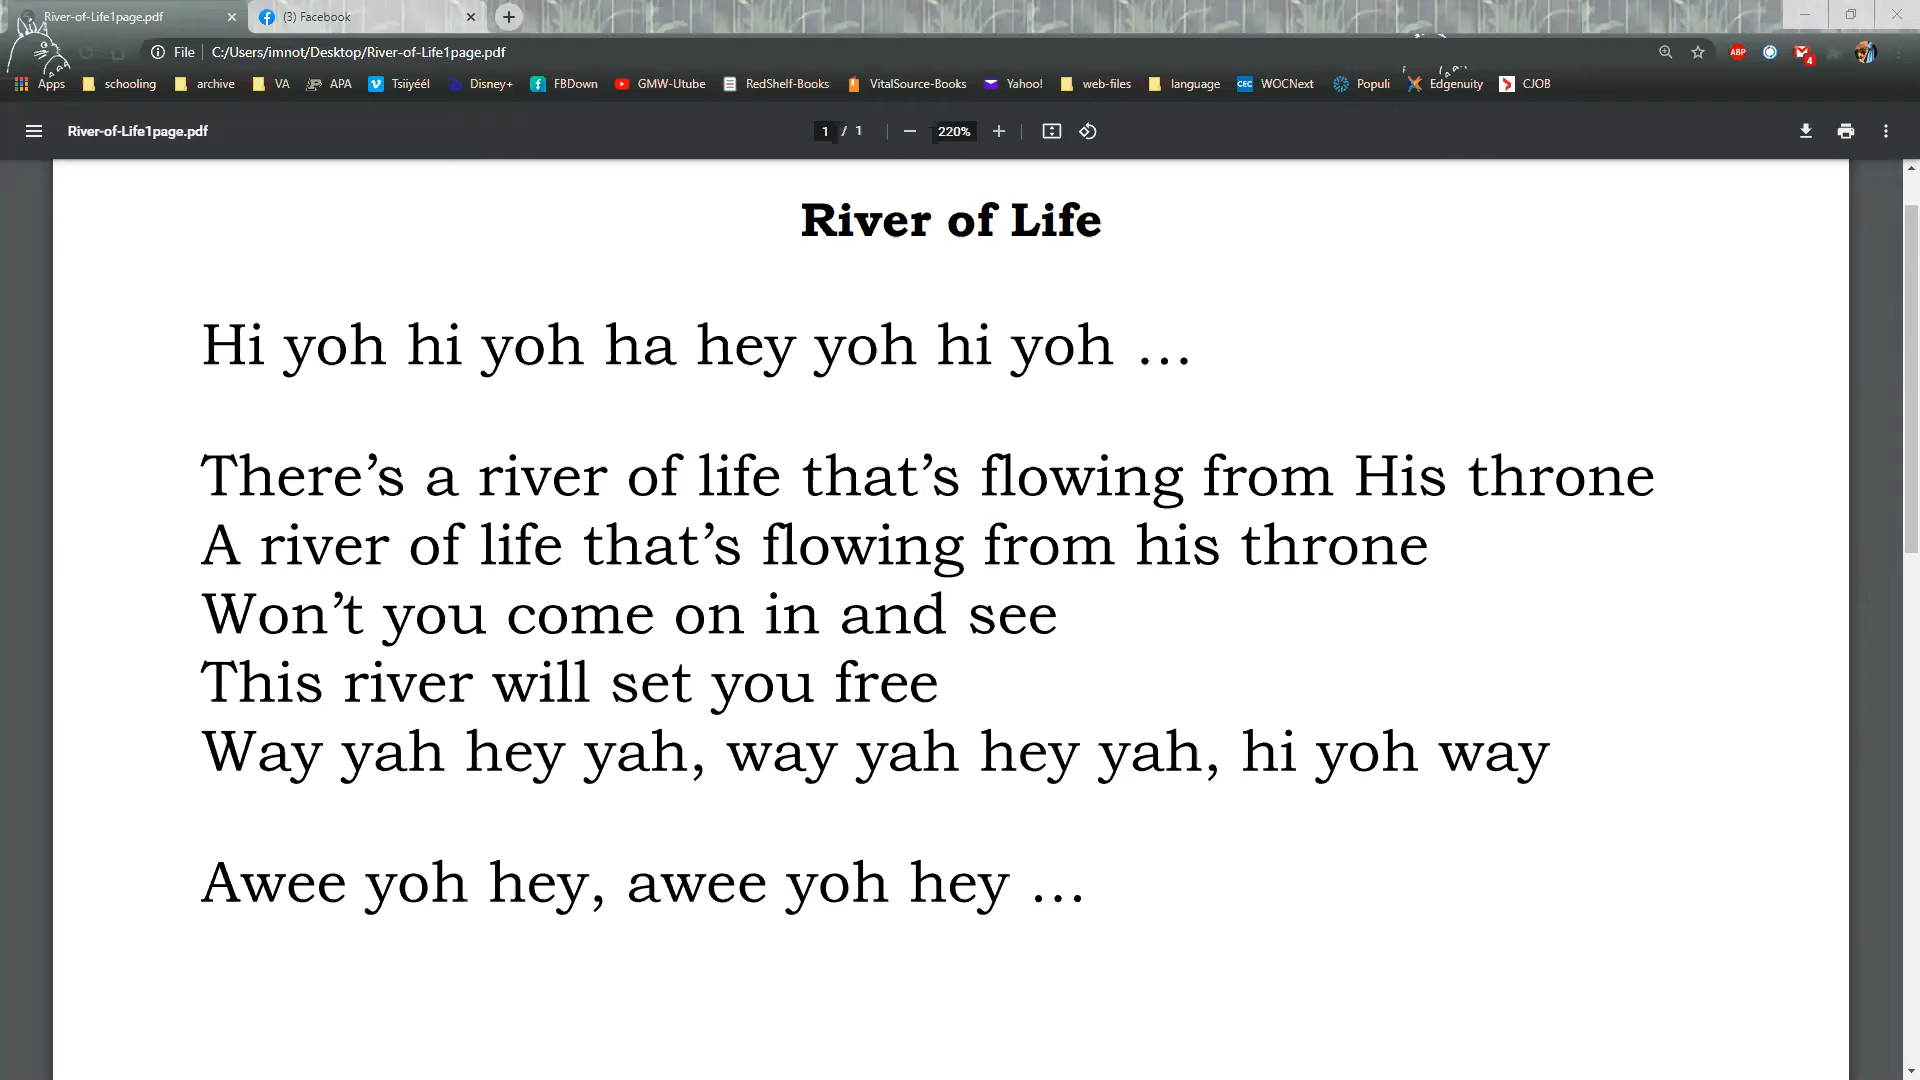 River-of-Life1page.pdf
(3) Facebook
File
C:/Users/imnot/Desktop/River-of-Life1page.pdf
ABP
4
Apps schooling archive VA APA Tsiiyéél Disney+ FBDown GMW-Utube RedShelf-Books VitalSource-Books Yahoo! web-files language CEC WOCNext Populi Edgenuity CJOB
River-of-Life1page.pdf 1 / 1 220%
River of Life
Hi yoh hi yoh ha hey yoh hi yoh …
There’s a river of life that’s flowing from His throne
A river of life that’s flowing from his throne
Won’t you come on in and see
This river will set you free
Way yah hey yah, way yah hey yah, hi yoh way
Awee yoh hey, awee yoh hey …